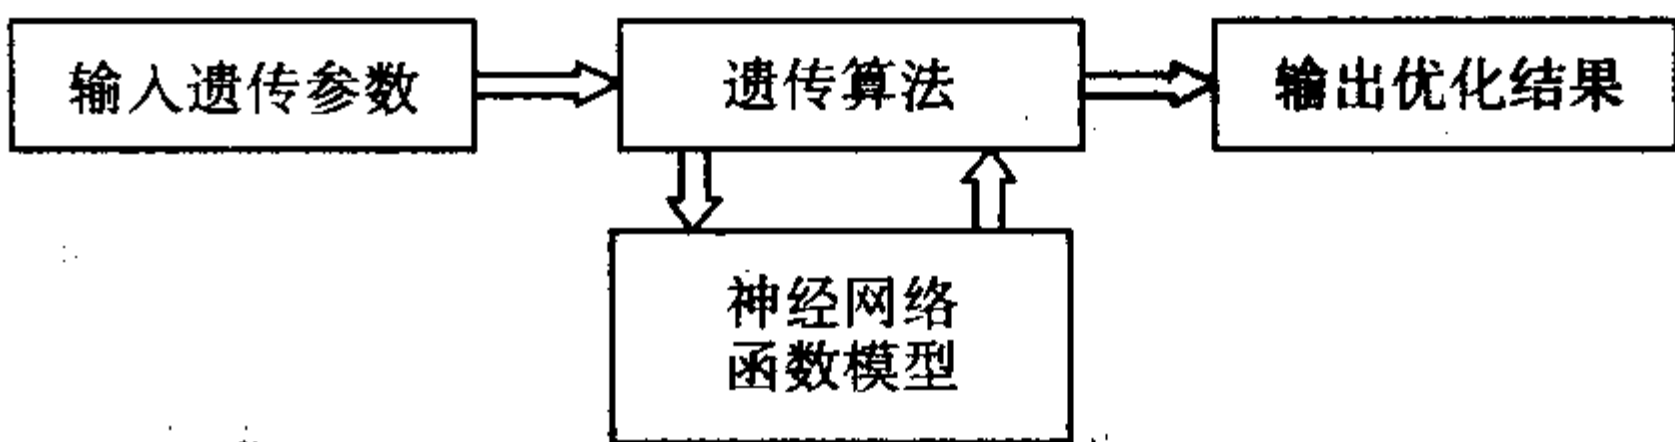 输入遗传参数
遗传算法
输出优化结果
神经网络
函数模型